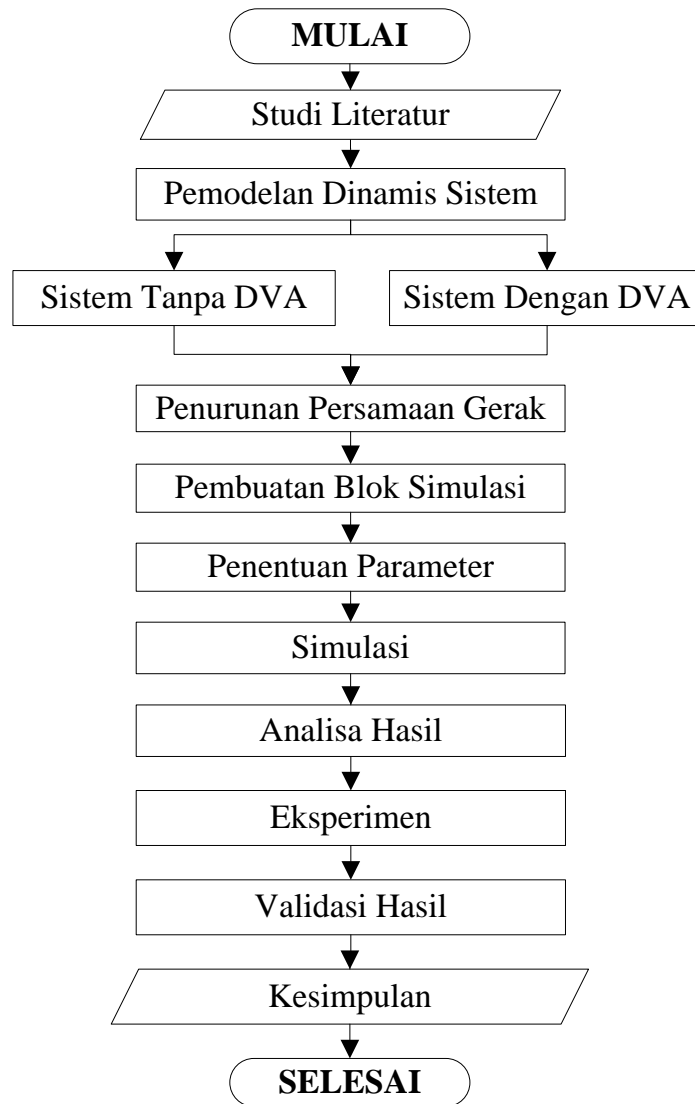 MULAI
Studi Literatur
Pemodelan Dinamis Sistem
Sistem Tanpa DVA
Sistem Dengan DVA
Penurunan Persamaan Gerak
Pembuatan Blok Simulasi
Penentuan Parameter
Simulasi
Analisa Hasil
Eksperimen
Validasi Hasil
Kesimpulan
SELESAI